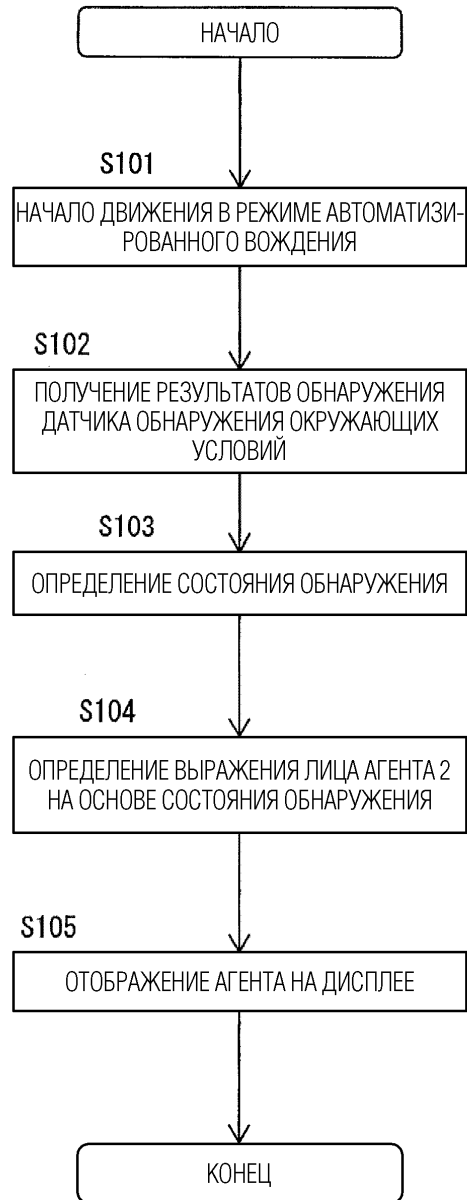 НАЧАЛО
S101
НАЧАЛО ДВИЖЕНИЯ В РЕЖИМЕ АВТОМАТИЗИ-
РОВАННОГО ВОЖДЕНИЯ
S102
ПОЛУЧЕНИЕ РЕЗУЛЬТАТОВ ОБНАРУЖЕНИЯ
ДАТЧИКА ОБНАРУЖЕНИЯ ОКРУЖАЮЩИХ
УСЛОВИЙ
S103
ОПРЕДЕЛЕНИЕ СОСТОЯНИЯ ОБНАРУЖЕНИЯ
S104
ОПРЕДЕЛЕНИЕ ВЫРАЖЕНИЯ ЛИЦА АГЕНТА 2
НА ОСНОВЕ СОСТОЯНИЯ ОБНАРУЖЕНИЯ
S105
ОТОБРАЖЕНИЕ АГЕНТА НА ДИСПЛЕЕ
КОНЕЦ